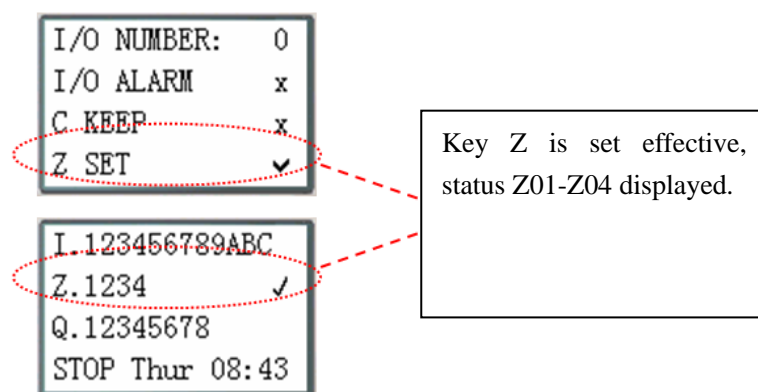 I/O NUMBER: 0
I/O ALARM x
C KEEP x
Z SET ✓
Key Z is set effective,
status Z01-Z04 displayed.
I.123456789ABC
Z.1234 ✓
Q.12345678
STOP Thur 08:43